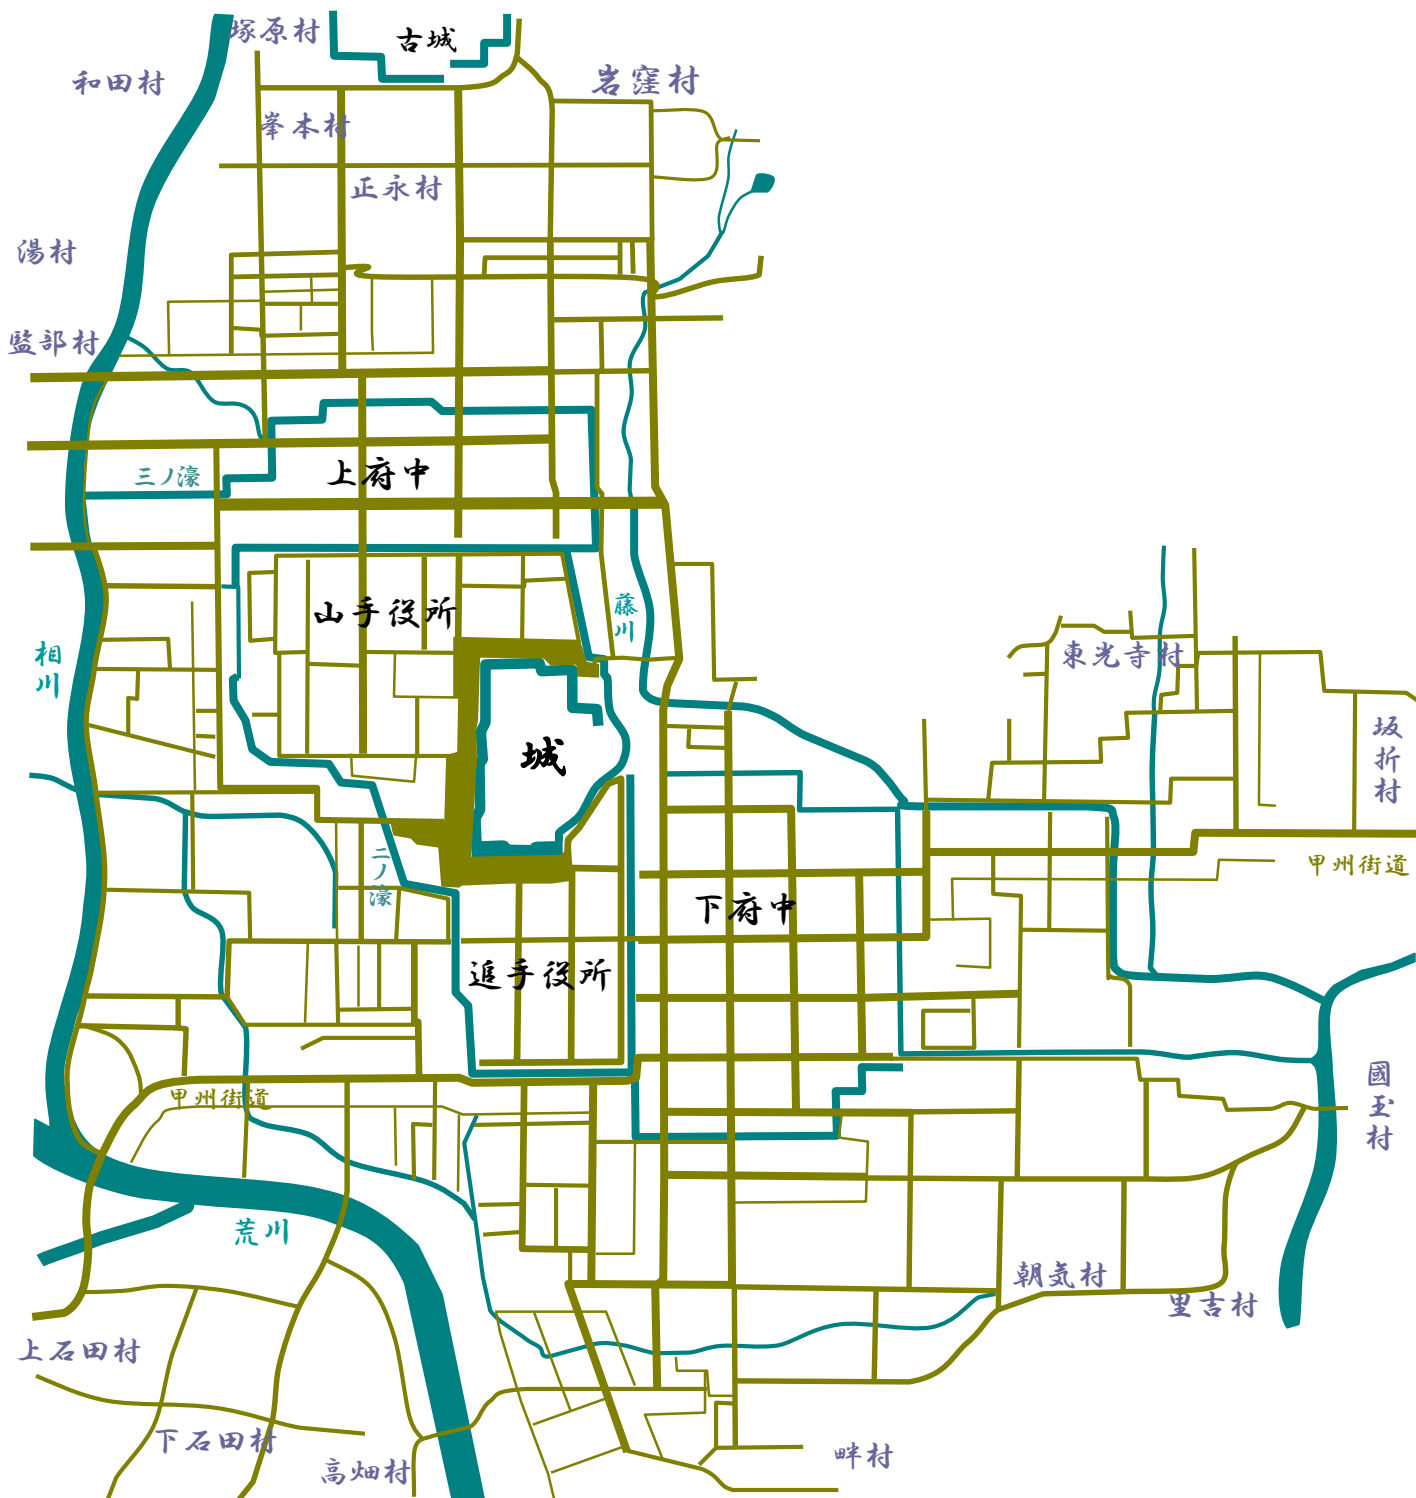 塚原村
古城
和田村
岩窪村
峯本村
正永村
湯村
監部村
三ノ濠
上府中
山手役所
藤川
相川
東光寺村
城
坂折村
二ノ濠
甲州街道
下府中
追手役所
甲州街道
國玉村
荒川
朝気村
里吉村
上石田村
下石田村
高畑村
畔村